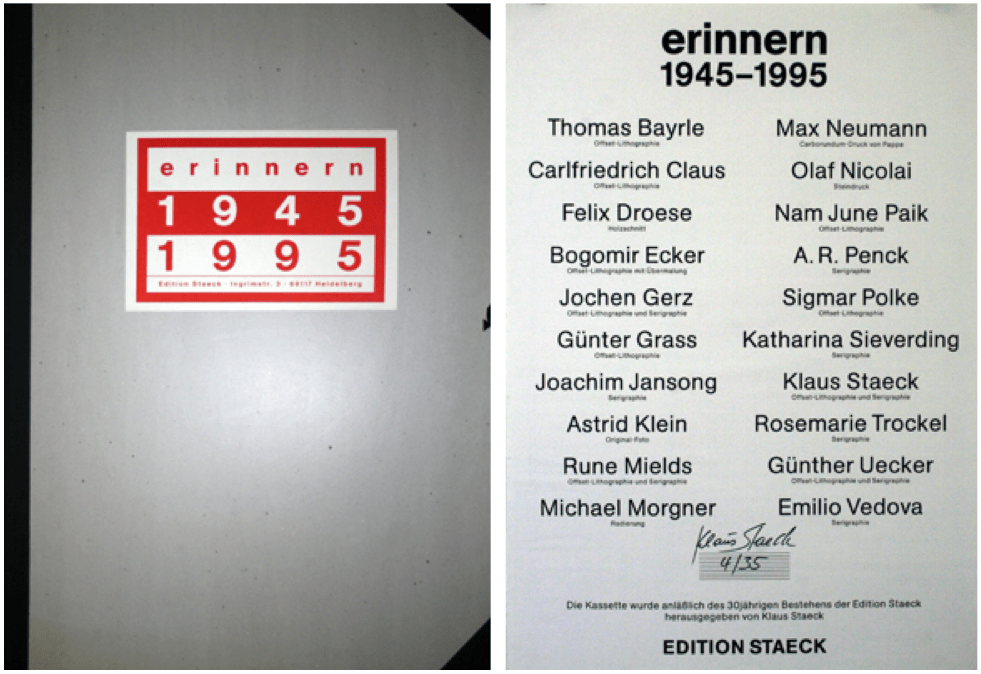 erinnern
1945
1995
Edition Staeck · Ingrimstr. 3 · 69117 Heidelberg
erinnern
1945–1995
Thomas Bayrle
Offset-Lithographie
Carlfriedrich Claus
Offset-Lithographie
Felix Droese
Holzschnitt
Bogomir Ecker
Offset-Lithographie mit Übermalung
Jochen Gerz
Offset-Lithographie und Serigraphie
Günter Grass
Offset-Lithographie
Joachim Jansong
Serigraphie
Astrid Klein
Original-Foto
Rune Mields
Offset-Lithographie und Serigraphie
Michael Morgner
Radierung
Max Neumann
Carborundum-Druck von Pappe
Olaf Nicolai
Steindruck
Nam June Paik
Offset-Lithographie
A. R. Penck
Serigraphie
Sigmar Polke
Offset-Lithographie
Katharina Sieverding
Serigraphie
Klaus Staeck
Offset-Lithographie und Serigraphie
Rosemarie Trockel
Serigraphie
Günther Uecker
Offset-Lithographie und Serigraphie
Emilio Vedova
Serigraphie
Klaus Staeck
4/35
Die Kassette wurde anläßlich des 30jährigen Bestehens der Edition Staeck
herausgegeben von Klaus Staeck
EDITION STAECK